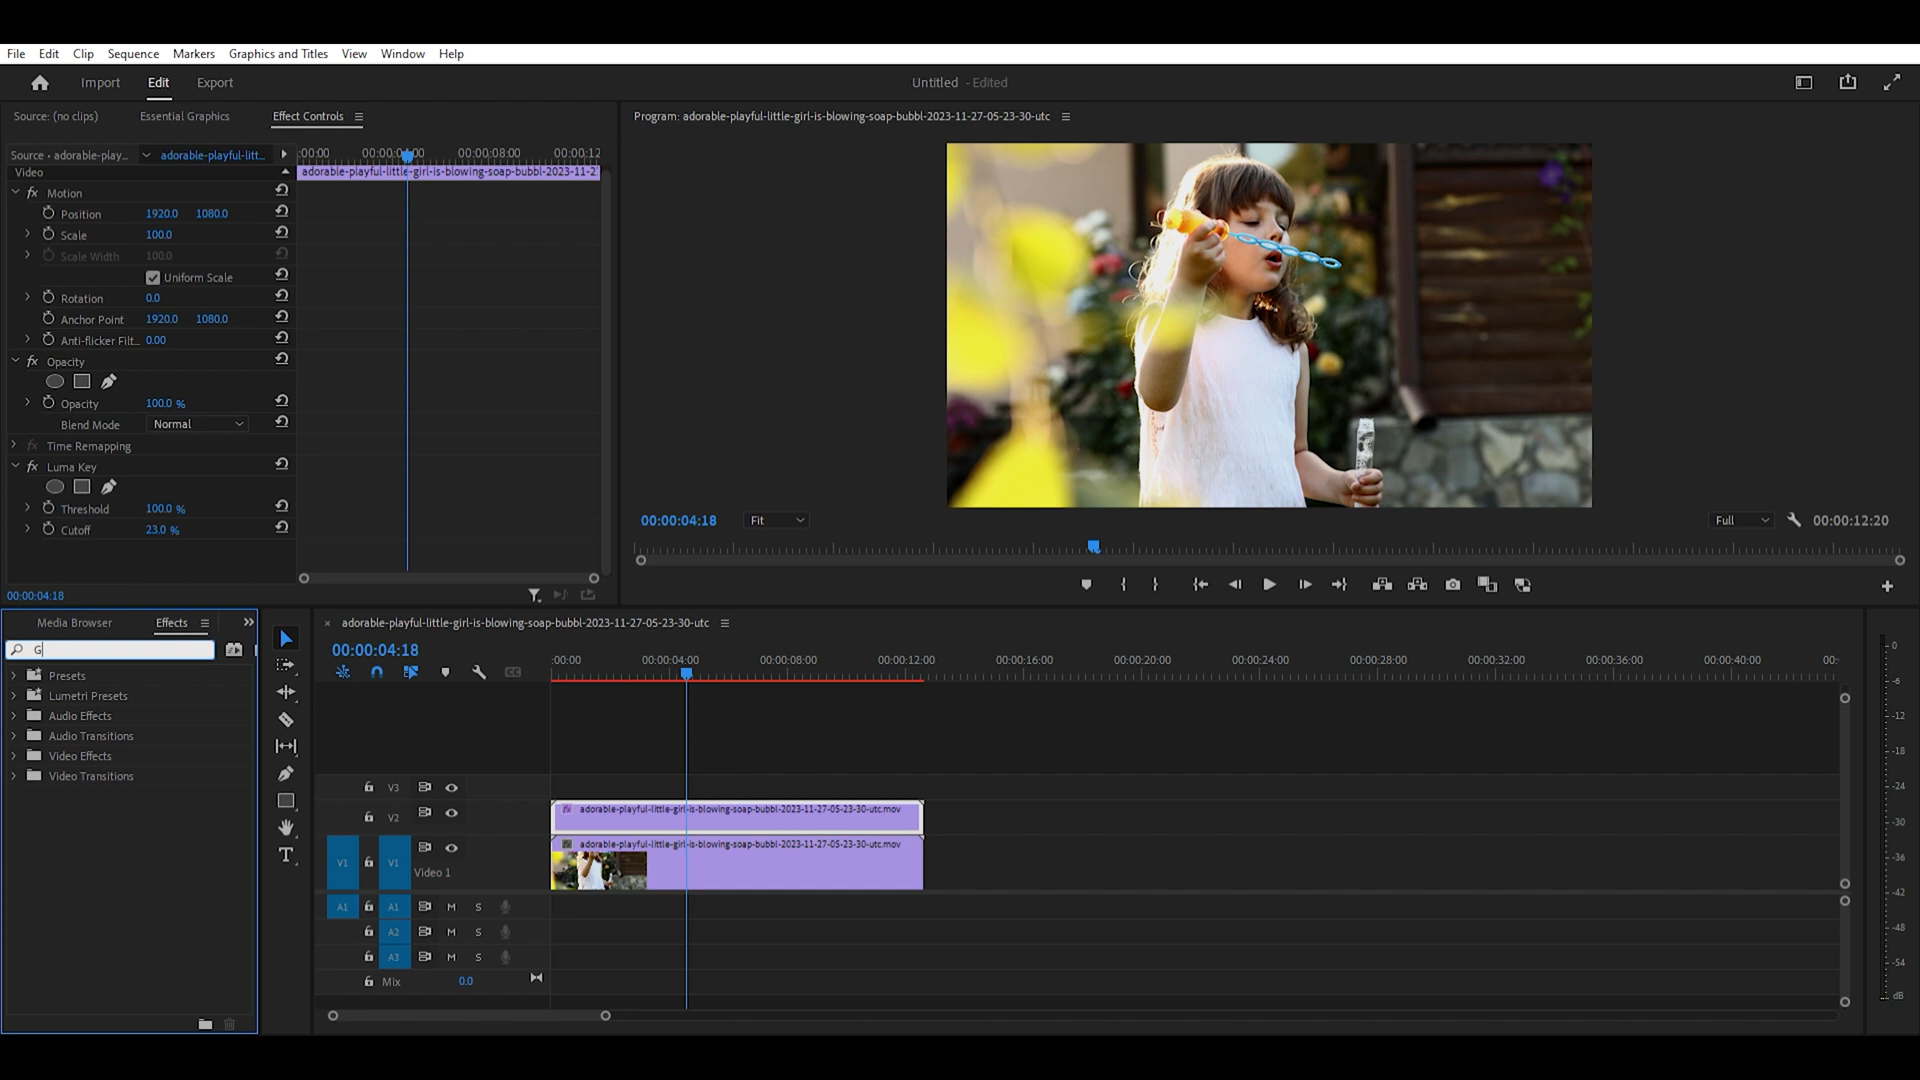 File Edit Clip Sequence Markers Graphics and Titles View Window Help
Import Edit Export
Untitled - Edited
Source: (no clips) Essential Graphics Effect Controls
Program: adorable-playful-little-girl-is-blowing-soap-bubbl-2023-11-27-05-23-30-utc
Source • adorable-play... adorable-playful-litt...
:00:00 00:00:04:00 00:00:08:00 00:00:12
Video
adorable-playful-little-girl-is-blowing-soap-bubbl-2023-11-2
fx Motion
Position 1920.0 1080.0
Scale 100.0
Scale Width 100.0
Uniform Scale
Rotation 0.0
Anchor Point 1920.0 1080.0
Anti-flicker Filt... 0.00
fx Opacity
Opacity 100.0 %
Blend Mode Normal
fx Time Remapping
fx Luma Key
Threshold 100.0 %
Cutoff 23.0 %
00:00:04:18
00:00:04:18 Fit Full 00:00:12:20
Media Browser Effects
G
Presets
Lumetri Presets
Audio Effects
Audio Transitions
Video Effects
Video Transitions
adorable-playful-little-girl-is-blowing-soap-bubbl-2023-11-27-05-23-30-utc
00:00:04:18
:00:00 00:00:04:00 00:00:08:00 00:00:12:00 00:00:16:00 00:00:20:00 00:00:24:00 00:00:28:00 00:00:32:00 00:00:36:00 00:00:40:00 00:
V3
V2
fx adorable-playful-little-girl-is-blowing-soap-bubbl-2023-11-27-05-23-30-utc.mov
V1 V1
Video 1
fx adorable-playful-little-girl-is-blowing-soap-bubbl-2023-11-27-05-23-30-utc.mov
A1 A1 M S
A2 M S
A3 M S
Mix 0.0
0
-6
-12
-18
-24
-30
-36
-42
-48
-54
dB